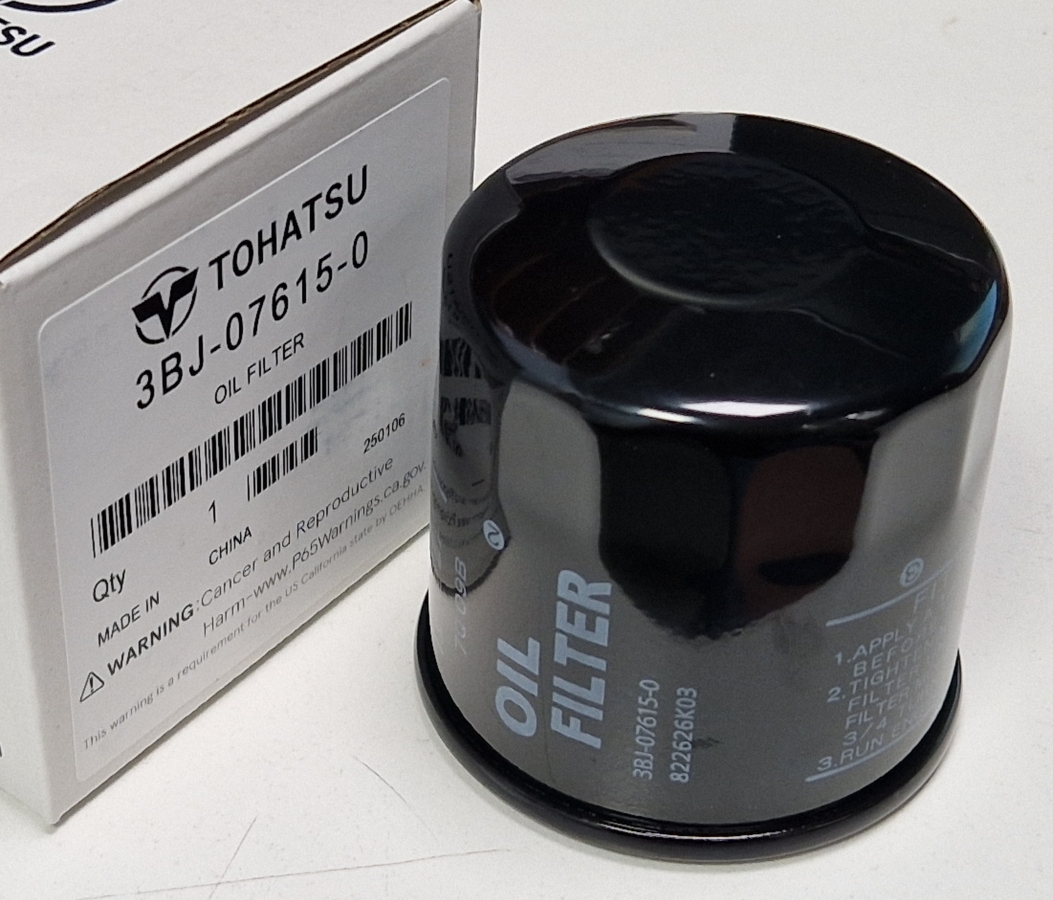 TOHATSU
3BJ-07615-0
OIL FILTER
250106
Qty 1
MADE IN CHINA
WARNING:Cancer and Reproductive
Harm-www.P65Warnings.ca.gov.
This warning is a requirement for the US California state by OEHHA.
OIL
FILTER
3BJ-07615-0
822626K03
1.APPLY
2.TIGHTE
FILTER
FILTER
3/4
3.RUN